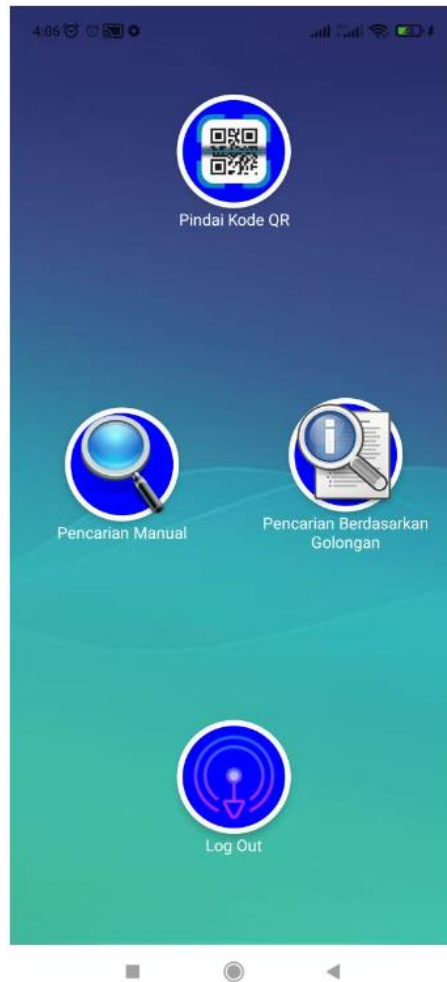 4:06
Pindai Kode QR
Pencarian Manual
Pencarian Berdasarkan
Golongan
Log Out